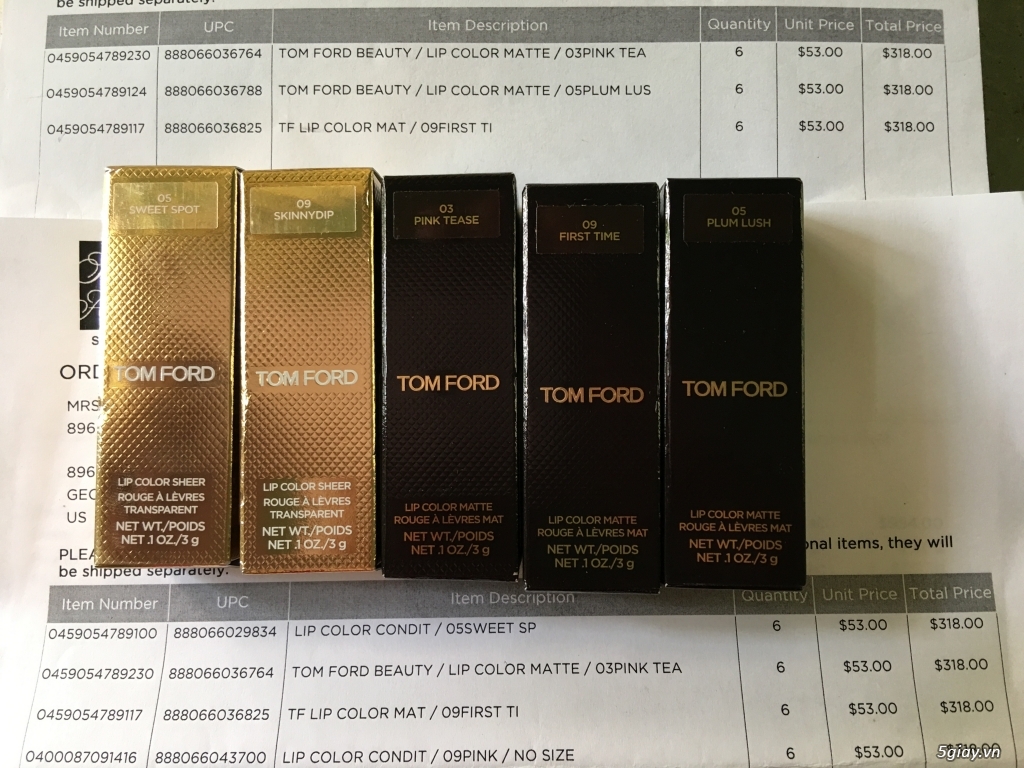 be shipped separately.
Item Number UPC Item Description Quantity Unit Price Total Price
0459054789230 888066036764 TOM FORD BEAUTY / LIP COLOR MATTE / 03PINK TEA 6 $53.00 $318.00
0459054789124 888066036788 TOM FORD BEAUTY / LIP COLOR MATTE / 05PLUM LUS 6 $53.00 $318.00
0459054789117 888066036825 TF LIP COLOR MAT / 09FIRST TI 6 $53.00 $318.00
05
SWEET SPOT
TOM FORD
LIP COLOR SHEER
ROUGE À LÈVRES
TRANSPARENT
NET WT./POIDS
NET .1 OZ./3 g
09
SKINNYDIP
TOM FORD
LIP COLOR SHEER
ROUGE À LÈVRES
TRANSPARENT
NET WT./POIDS
NET .1 OZ./3 g
03
PINK TEASE
TOM FORD
LIP COLOR MATTE
ROUGE À LÈVRES MAT
NET WT./POIDS
NET .1 OZ./3 g
09
FIRST TIME
TOM FORD
LIP COLOR MATTE
ROUGE À LÈVRES MAT
NET WT./POIDS
NET .1 OZ./3 g
05
PLUM LUSH
TOM FORD
LIP COLOR MATTE
ROUGE À LÈVRES MAT
NET WT./POIDS
NET .1 OZ./3 g
S
ORD
MRS
896
896
GEO
US
PLEA onal items, they will
be shipped separately.
Item Number UPC Item Description Quantity Unit Price Total Price
0459054789100 888066029834 LIP COLOR CONDIT / 05SWEET SP 6 $53.00 $318.00
0459054789230 888066036764 TOM FORD BEAUTY / LIP COLOR MATTE / 03PINK TEA 6 $53.00 $318.00
0459054789117 888066036825 TF LIP COLOR MAT / 09FIRST TI 6 $53.00 $318.00
0400087091416 888066043700 LIP COLOR CONDIT / 09PINK / NO SIZE 6 $53.00
5giay.vn